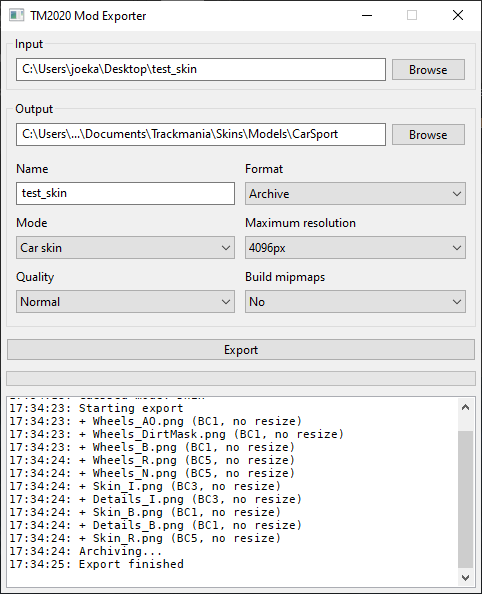 TM2020 Mod Exporter
Input
C:\Users\joeka\Desktop\test_skin
Browse
Output
C:\Users\...\Documents\Trackmania\Skins\Models\CarSport
Browse
Name
Format
test_skin
Archive
Mode
Maximum resolution
Car skin
4096px
Quality
Build mipmaps
Normal
No
Export
17:34:23: Starting export
17:34:23: + Wheels_AO.png (BC1, no resize)
17:34:23: + Wheels_DirtMask.png (BC1, no resize)
17:34:23: + Wheels_B.png (BC1, no resize)
17:34:24: + Wheels_R.png (BC5, no resize)
17:34:24: + Wheels_N.png (BC5, no resize)
17:34:24: + Skin_I.png (BC3, no resize)
17:34:24: + Details_I.png (BC3, no resize)
17:34:24: + Skin_B.png (BC1, no resize)
17:34:24: + Details_B.png (BC1, no resize)
17:34:24: + Skin_R.png (BC5, no resize)
17:34:24: Archiving...
17:34:25: Export finished